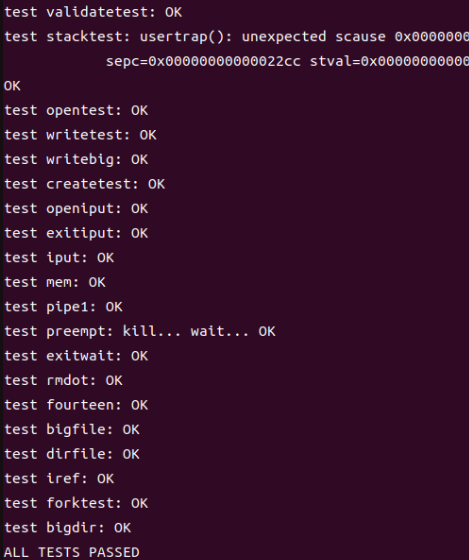 test validatetest: OK
test stacktest: usertrap(): unexpected scause 0x0000000
sepc=0x00000000000022cc stval=0x00000000000
OK
test opentest: OK
test writetest: OK
test writebig: OK
test createtest: OK
test openiput: OK
test exitiput: OK
test iput: OK
test mem: OK
test pipe1: OK
test preempt: kill... wait... OK
test exitwait: OK
test rmdot: OK
test fourteen: OK
test bigfile: OK
test dirfile: OK
test iref: OK
test forktest: OK
test bigdir: OK
ALL TESTS PASSED